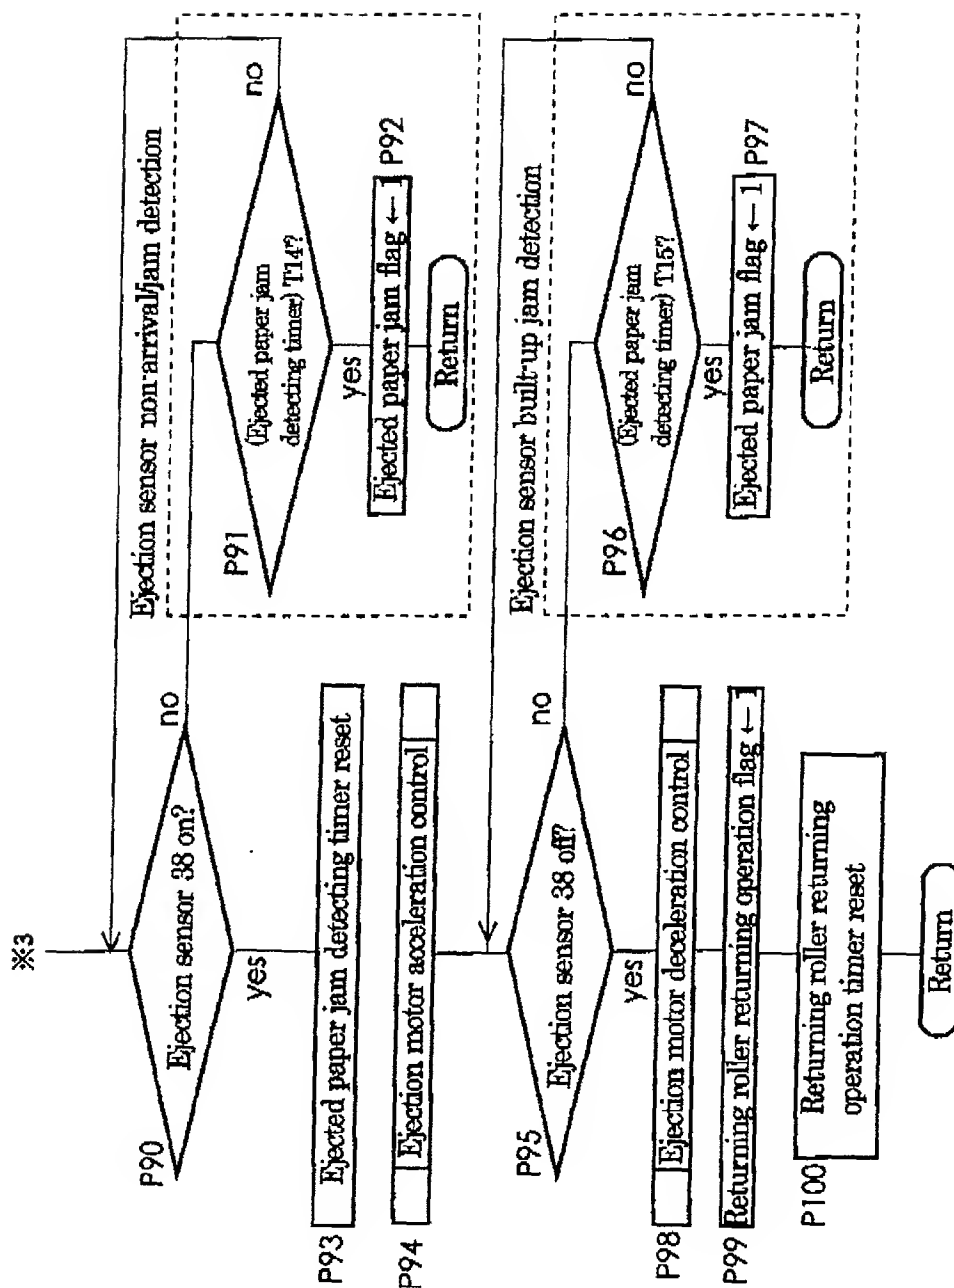 ※3
P90
Ejection sensor 38 on?
no
yes
Ejection sensor non-arrival/jam detection
P91
(Ejected paper jam
detecting timer) T14?
no
yes
Ejected paper jam flag ← 1
P92
Return
P93
Ejected paper jam detecting timer reset
P94
Ejection motor acceleration control
P95
Ejection sensor 38 off?
no
yes
Ejection sensor built-up jam detection
P96
(Ejected paper jam
detecting timer) T15?
no
yes
Ejected paper jam flag ← 1
P97
Return
P98
Ejection motor deceleration control
P99
Returning roller returning operation flag ← 1
P100
Returning roller returning
operation timer reset
Return